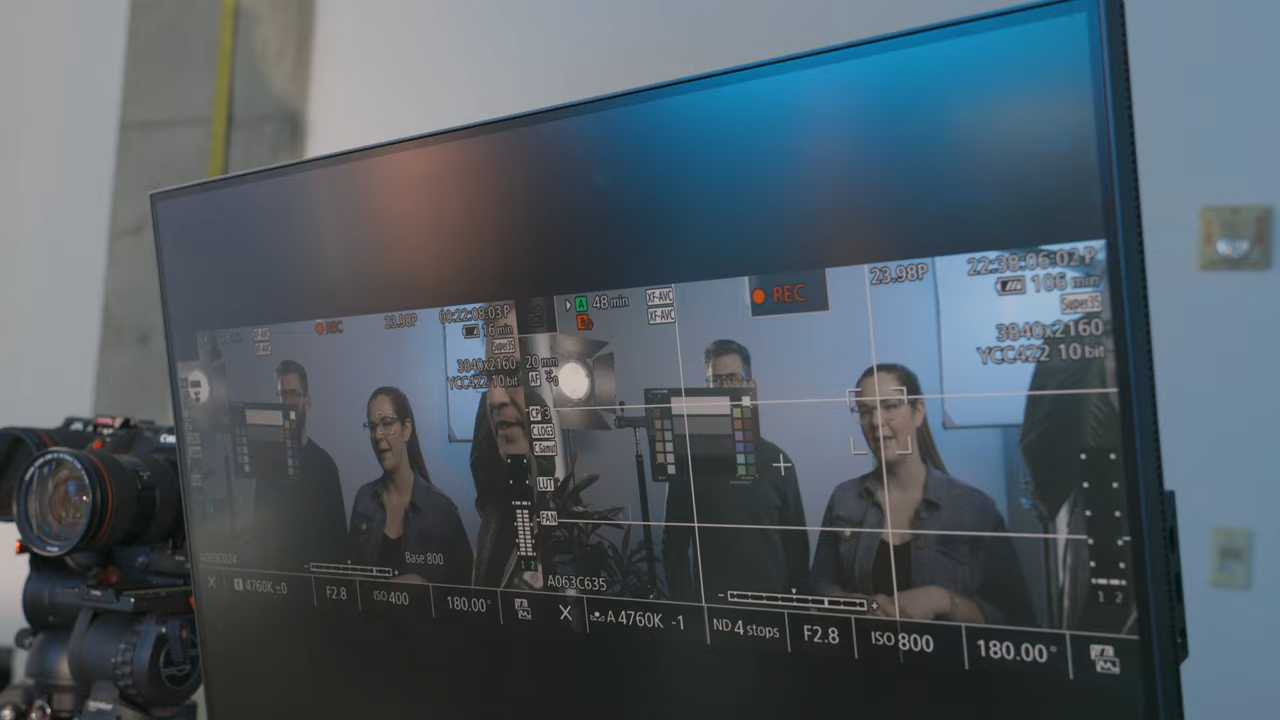 REC
23.98P
00:22:08:03 P
16 min
Super35
3840x2160
YCC422 10 bit
Base 800
4760K ±0
F2.8
ISO 400
180.00°
A 48 min
XF-AVC
XF-AVC
REC
23.98P
22:38:06:02 P
106 min
Super35
3840x2160
YCC422 10 bit
20 mm
AF
C.LOG3
C.Gamut
LUT
FAN
1 2
1 2
A063C635
A 4760K -1
ND 4 stops
F2.8
ISO 800
180.00°